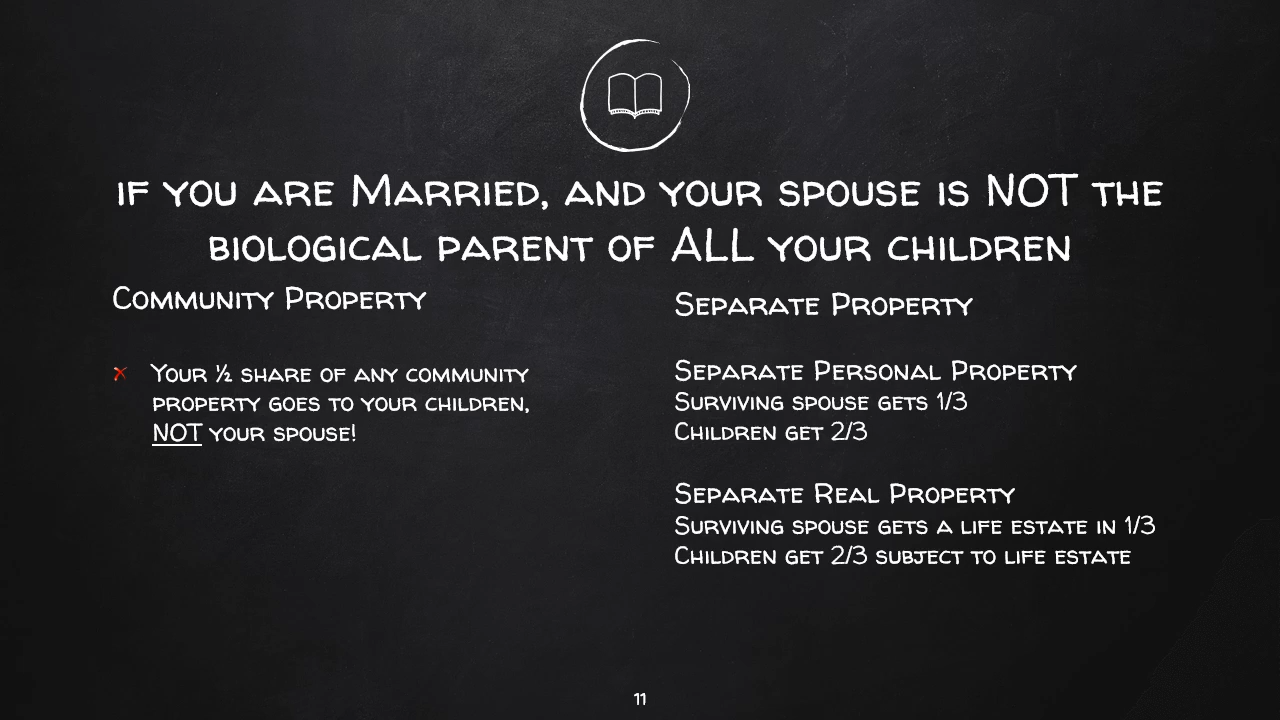 if you are Married, and your spouse is NOT the
biological parent of ALL your children
Community Property
Your ½ share of any community
property goes to your children,
NOT your spouse!
Separate Property
Separate Personal Property
Surviving spouse gets 1/3
Children get 2/3
Separate Real Property
Surviving spouse gets a life estate in 1/3
Children get 2/3 subject to life estate
11